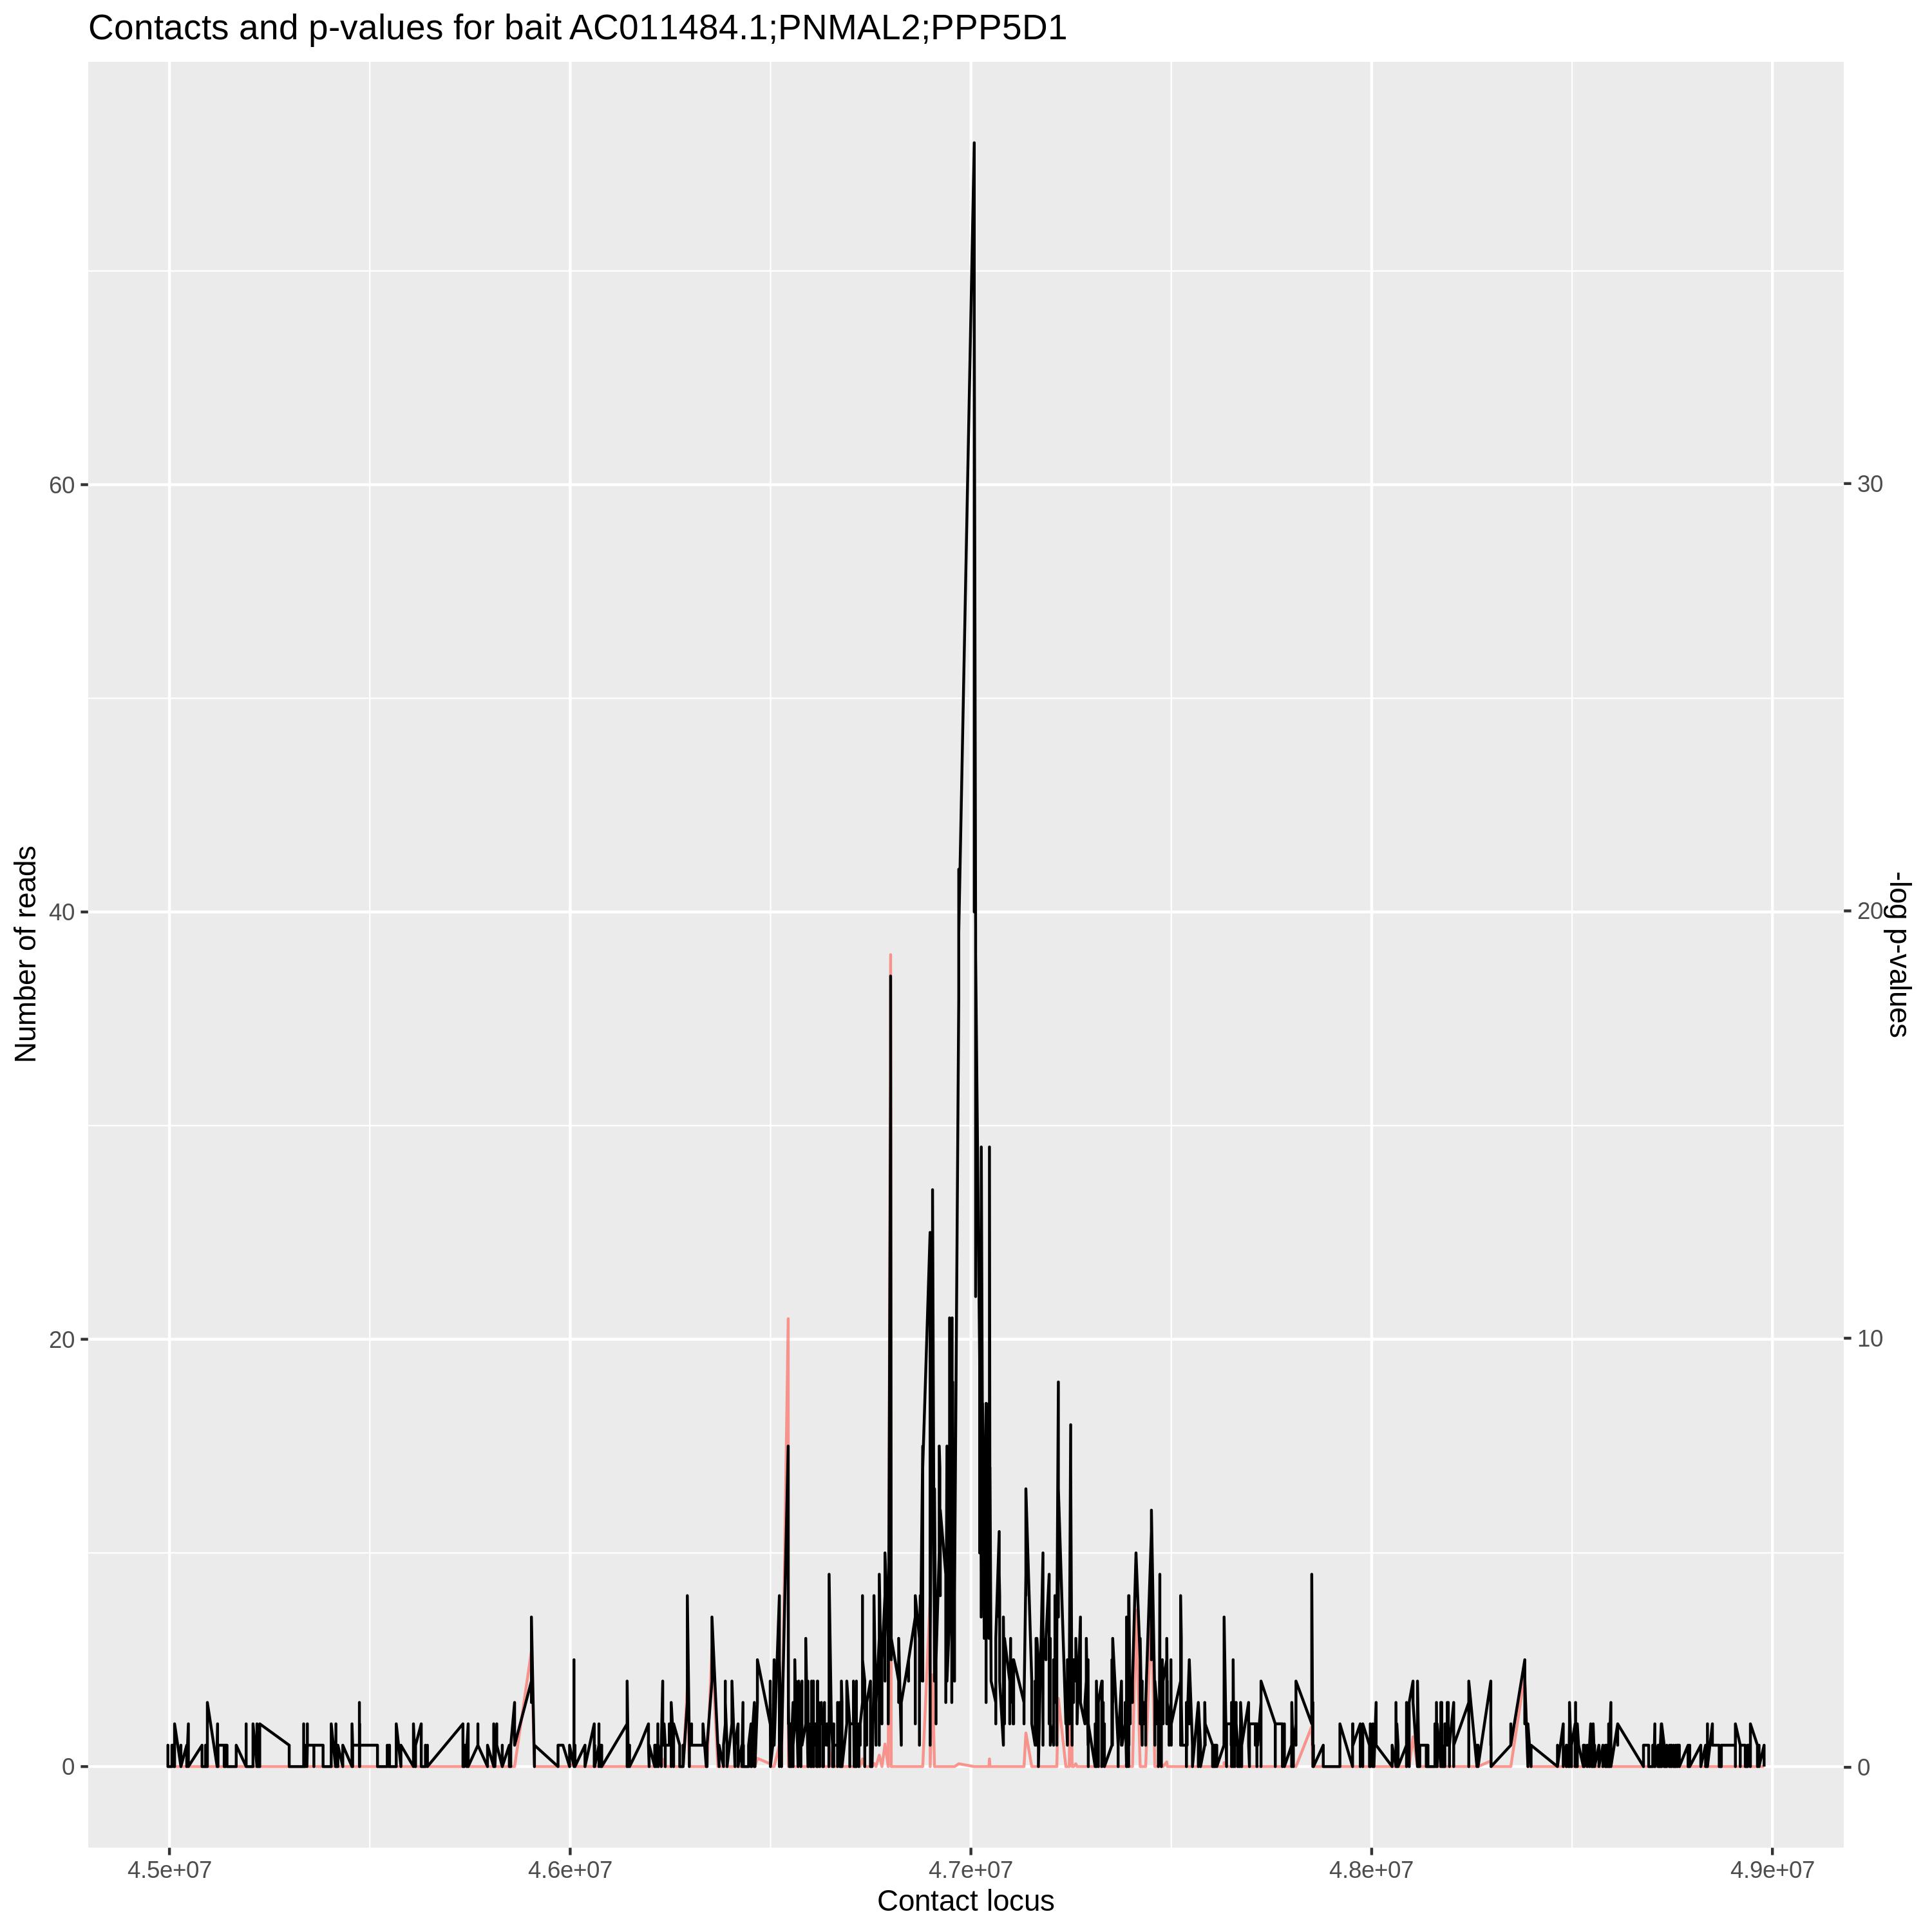 Contacts and p-values for bait AC011484.1;PNMAL2;PPP5D1
Number of reads
60
40
20
0
30
20
10
0
-log p-values
4.5e+07 4.6e+07 4.7e+07 4.8e+07 4.9e+07
Contact locus